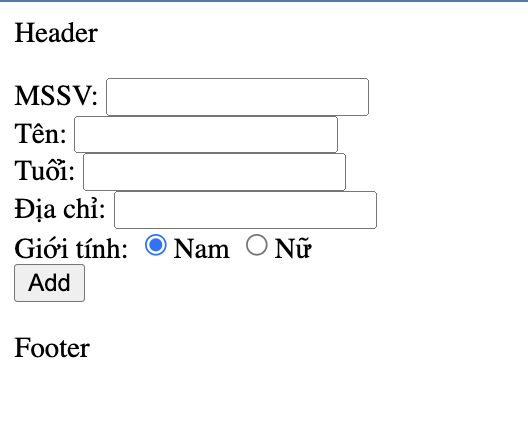 Header
MSSV:
Tên:
Tuổi:
Địa chỉ:
Giới tính: Nam Nữ
Add
Footer